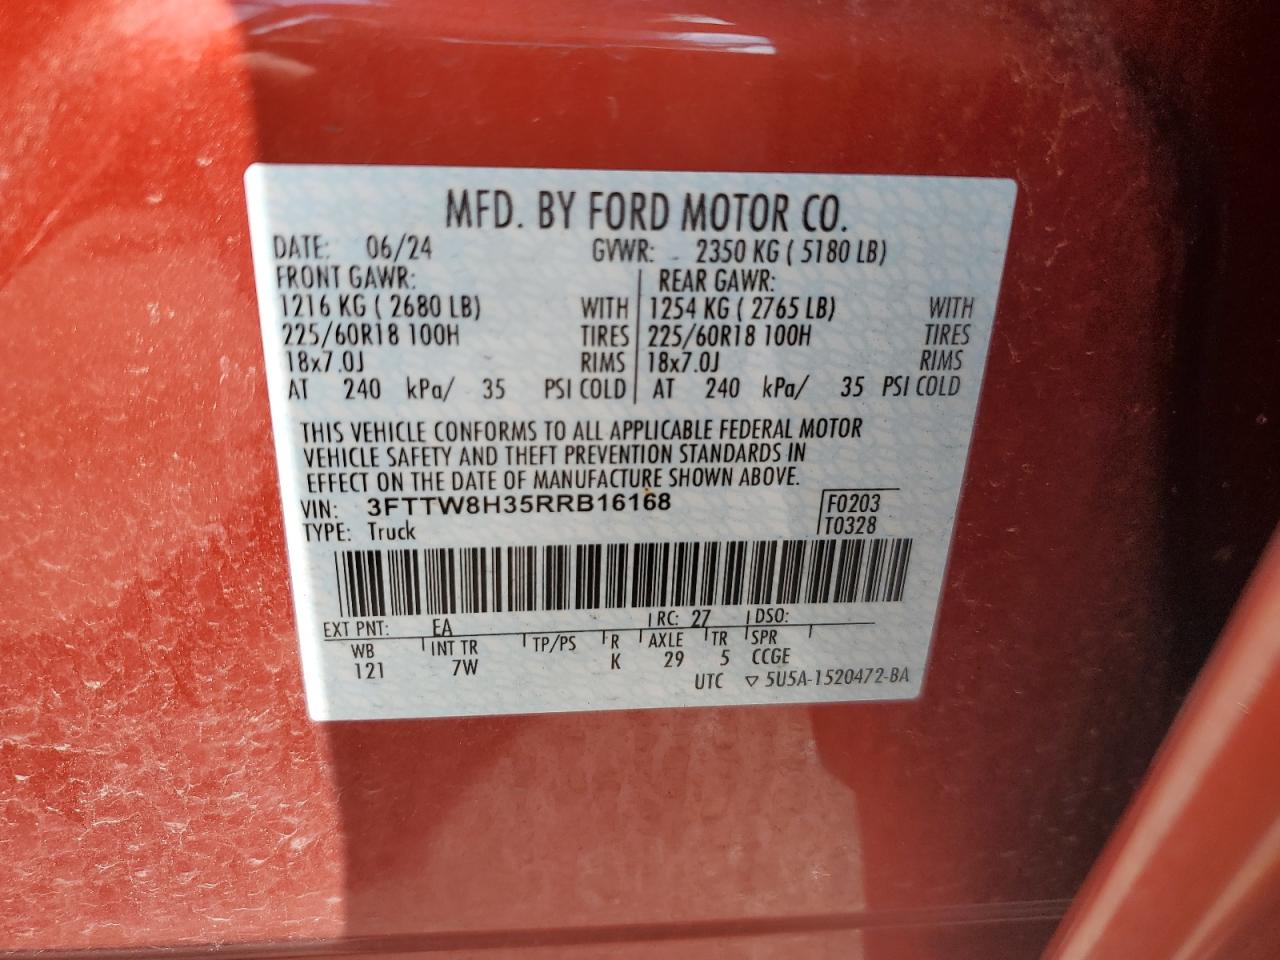 MFD. BY FORD MOTOR CO.
DATE: 06/24 GVWR: 2350 KG ( 5180 LB)
FRONT GAWR: REAR GAWR:
1216 KG ( 2680 LB) WITH 1254 KG ( 2765 LB) WITH
225/60R18 100H TIRES 225/60R18 100H TIRES
18x7.0J RIMS 18x7.0J RIMS
AT 240 kPa/ 35 PSI COLD AT 240 kPa/ 35 PSI COLD
THIS VEHICLE CONFORMS TO ALL APPLICABLE FEDERAL MOTOR
VEHICLE SAFETY AND THEFT PREVENTION STANDARDS IN
EFFECT ON THE DATE OF MANUFACTURE SHOWN ABOVE.
VIN: 3FTTW8H35RRB16168 F0203
TYPE: Truck T0328
EXT PNT: EA RC: 27 DSO:
WB INT TR TP/PS R AXLE TR SPR
121 7W K 29 5 CCGE
UTC ▽ 5U5A-1520472-BA